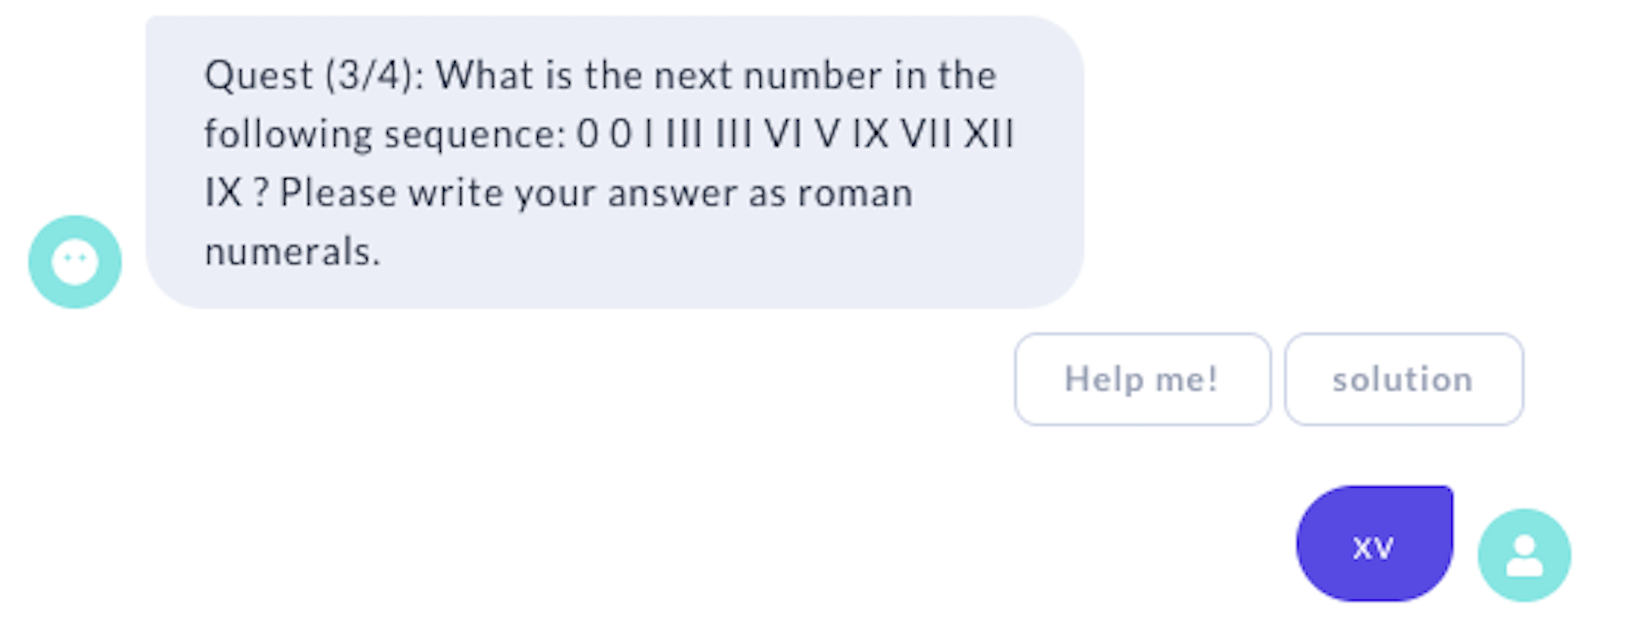 Quest (3/4): What is the next number in the
following sequence: 0 0 I III III VI V IX VII XII
IX ? Please write your answer as roman
numerals.
Help me! solution
xv